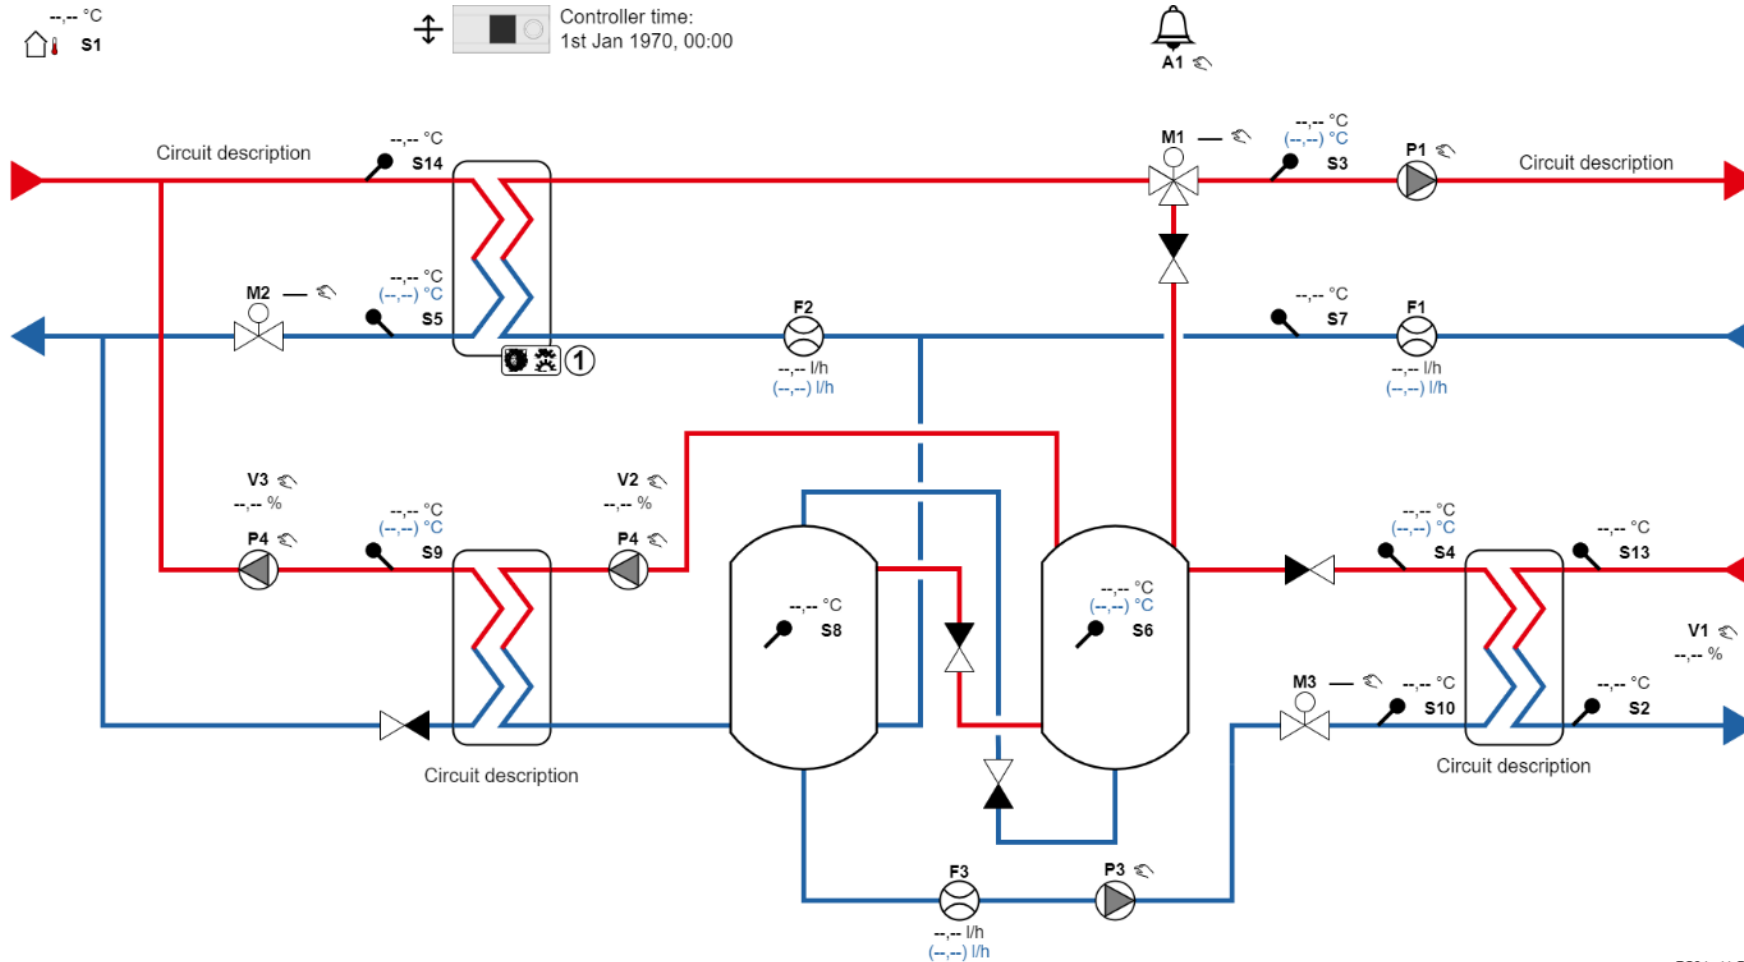 --,-- °C
S1
Controller time:
1st Jan 1970, 00:00
A1
Circuit description
--,-- °C
S14
M1
--,-- °C
(--,--) °C
S3
P1
Circuit description
M2
--,-- °C
(--,--) °C
S5
1
F2
--,-- l/h
(--,--) l/h
--,-- °C
S7
F1
--,-- l/h
(--,--) l/h
V3
--,-- %
P4
--,-- °C
(--,--) °C
S9
V2
--,-- %
P4
--,-- °C
S8
--,-- °C
(--,--) °C
S6
--,-- °C
(--,--) °C
S4
--,-- °C
S13
V1
--,-- %
M3
--,-- °C
S10
--,-- °C
S2
Circuit description
Circuit description
F3
--,-- l/h
(--,--) l/h
P3